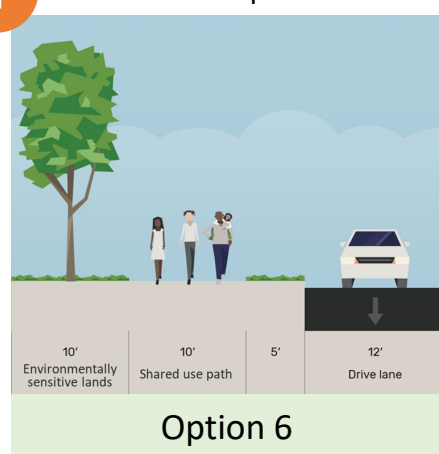 10' 10' 5' 12'
Environmentally sensitive lands
Shared use path
Drive lane
Option 6